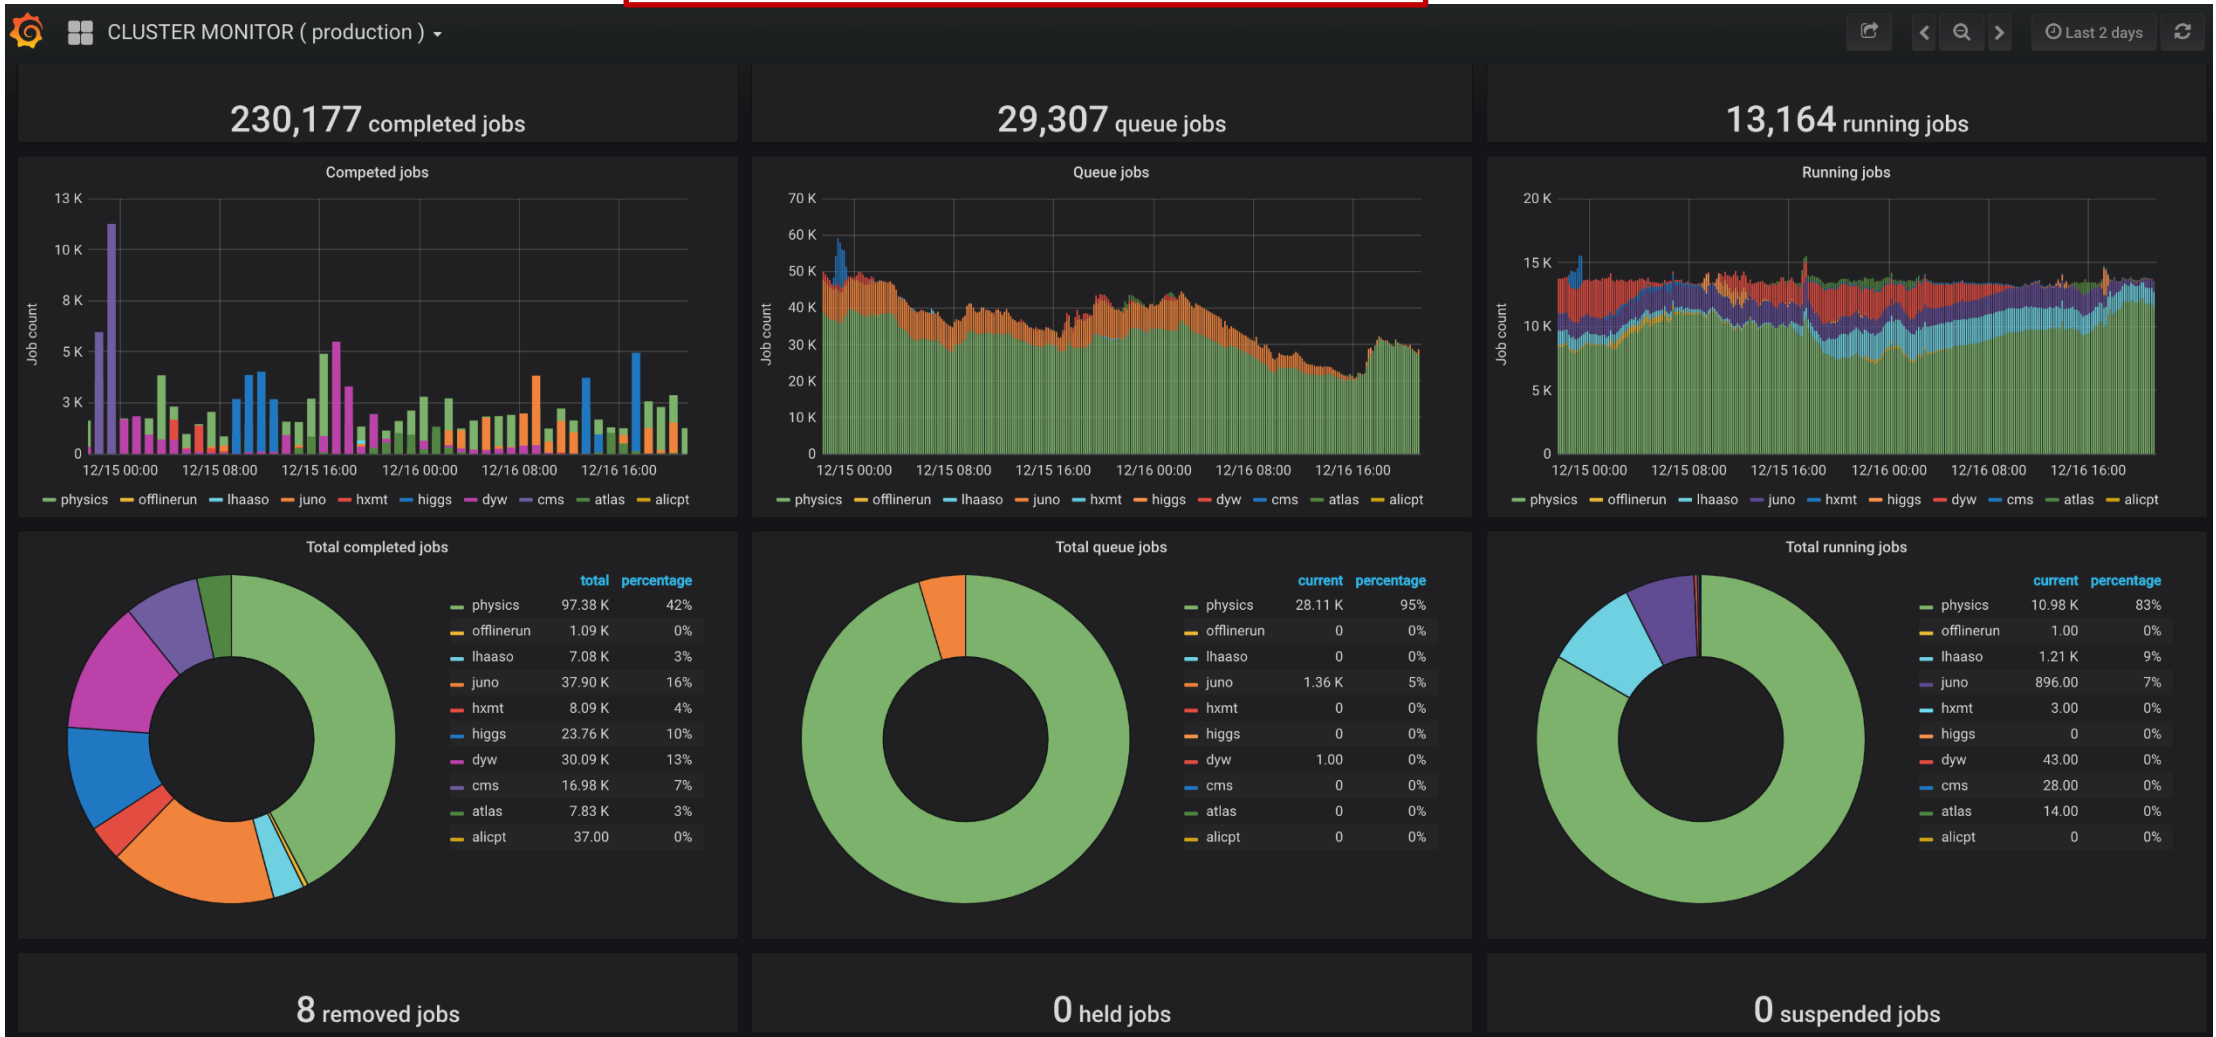 CLUSTER MONITOR ( production )
Last 2 days
230,177 completed jobs
29,307 queue jobs
13,164 running jobs
Competed jobs
13 K
10 K
8 K
5 K
3 K
0
Job count
12/15 00:00 12/15 08:00 12/15 16:00 12/16 00:00 12/16 08:00 12/16 16:00
physics offlinerun lhaaso juno hxmt higgs dyw cms atlas alicpt
Queue jobs
70 K
60 K
50 K
40 K
30 K
20 K
10 K
0
Job count
12/15 00:00 12/15 08:00 12/15 16:00 12/16 00:00 12/16 08:00 12/16 16:00
physics offlinerun lhaaso juno hxmt higgs dyw cms atlas alicpt
Running jobs
20 K
15 K
10 K
5 K
0
Job count
12/15 00:00 12/15 08:00 12/15 16:00 12/16 00:00 12/16 08:00 12/16 16:00
physics offlinerun lhaaso juno hxmt higgs dyw cms atlas alicpt
Total completed jobs
total percentage
physics 97.38 K 42%
offlinerun 1.09 K 0%
lhaaso 7.08 K 3%
juno 37.90 K 16%
hxmt 8.09 K 4%
higgs 23.76 K 10%
dyw 30.09 K 13%
cms 16.98 K 7%
atlas 7.83 K 3%
alicpt 37.00 0%
Total queue jobs
current percentage
physics 28.11 K 95%
offlinerun 0 0%
lhaaso 0 0%
juno 1.36 K 5%
hxmt 0 0%
higgs 0 0%
dyw 1.00 0%
cms 0 0%
atlas 0 0%
alicpt 0 0%
Total running jobs
current percentage
physics 10.98 K 83%
offlinerun 1.00 0%
lhaaso 1.21 K 9%
juno 896.00 7%
hxmt 3.00 0%
higgs 0 0%
dyw 43.00 0%
cms 28.00 0%
atlas 14.00 0%
alicpt 0 0%
8 removed jobs
0 held jobs
0 suspended jobs